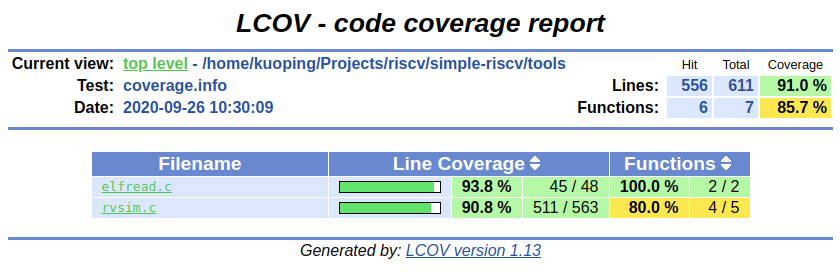 LCOV - code coverage report
Current view: top level - /home/kuoping/Projects/riscv/simple-riscv/tools Hit Total Coverage
Test: coverage.info Lines: 556 611 91.0 %
Date: 2020-09-26 10:30:09 Functions: 6 7 85.7 %
Filename Line Coverage Functions
elfread.c 93.8 % 45 / 48 100.0 % 2 / 2
rvsim.c 90.8 % 511 / 563 80.0 % 4 / 5
Generated by: LCOV version 1.13